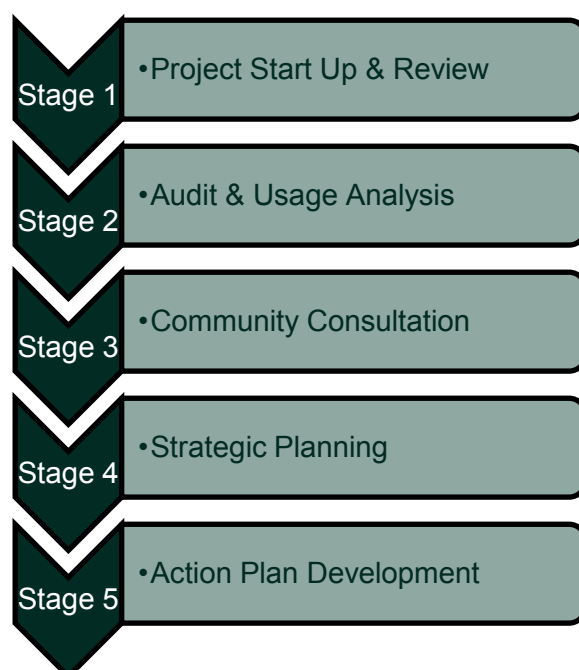 Stage 1
•Project Start Up & Review
Stage 2
•Audit & Usage Analysis
Stage 3
•Community Consultation
Stage 4
•Strategic Planning
Stage 5
•Action Plan Development